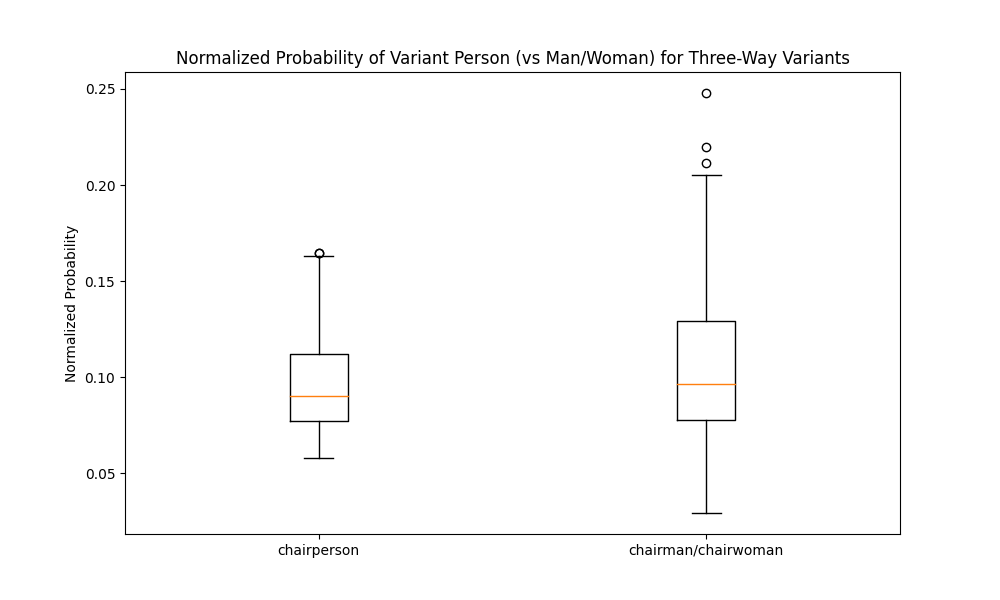 Normalized Probability of Variant Person (vs Man/Woman) for Three-Way Variants
0.25
0.20
0.15
0.10
0.05
Normalized Probability
chairperson
chairman/chairwoman